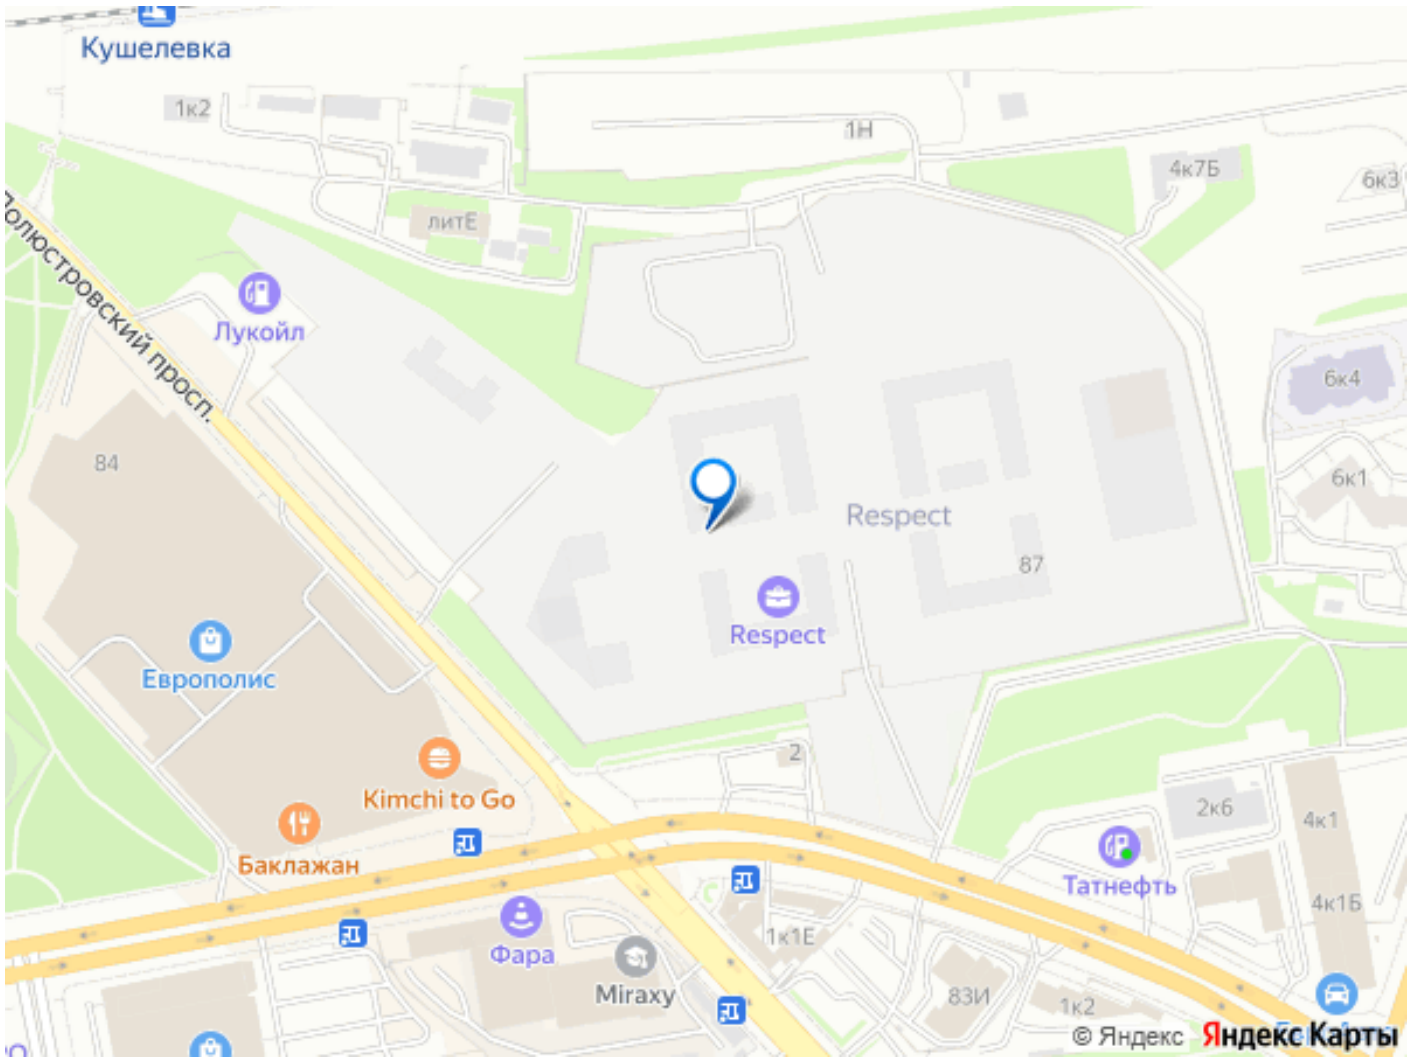 Кушелевка
1к2
1Н
4к7Б
6к3
литЕ
Полюстровский просп.
Лукойл
6к4
84
6к1
Respect
87
Respect
Европолис
2
Kimchi to Go
2к6
4к1
Баклажан
Татнефть
4к1Б
1к1Е
Фара
Miraxy
83И
1к2
© Яндекс Яндекс Карты